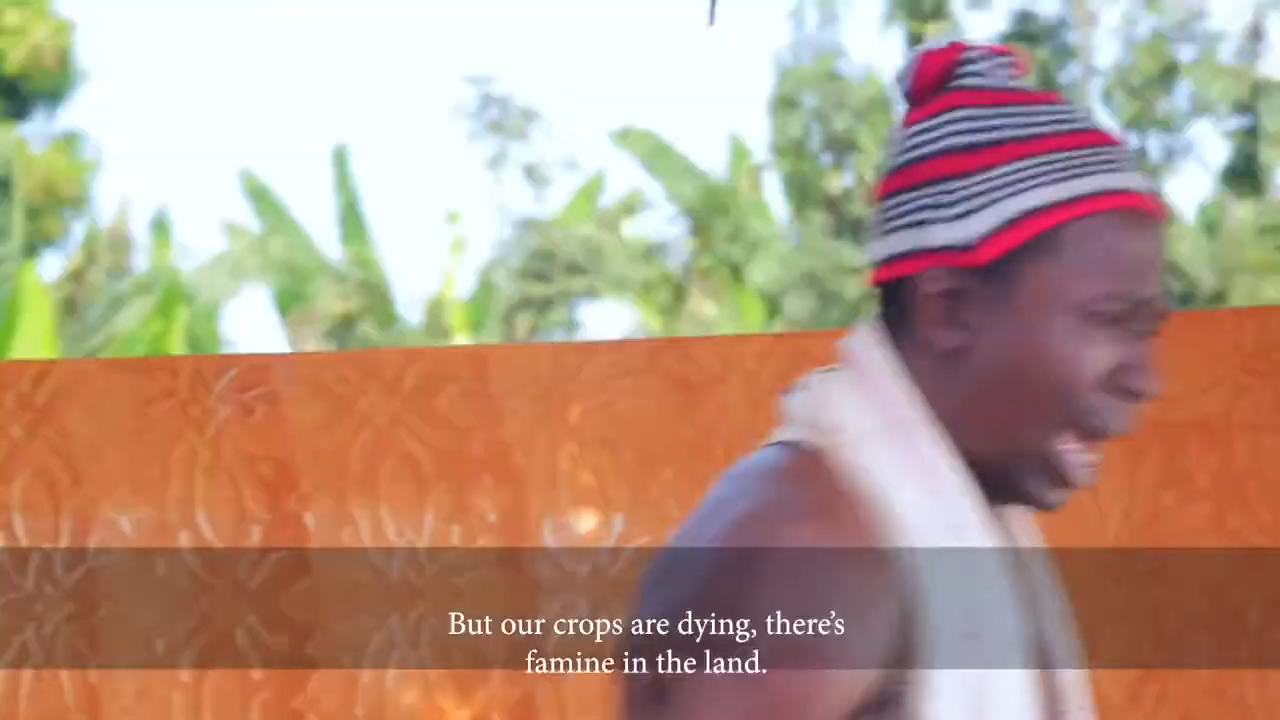 But our crops are dying, there’s
famine in the land.